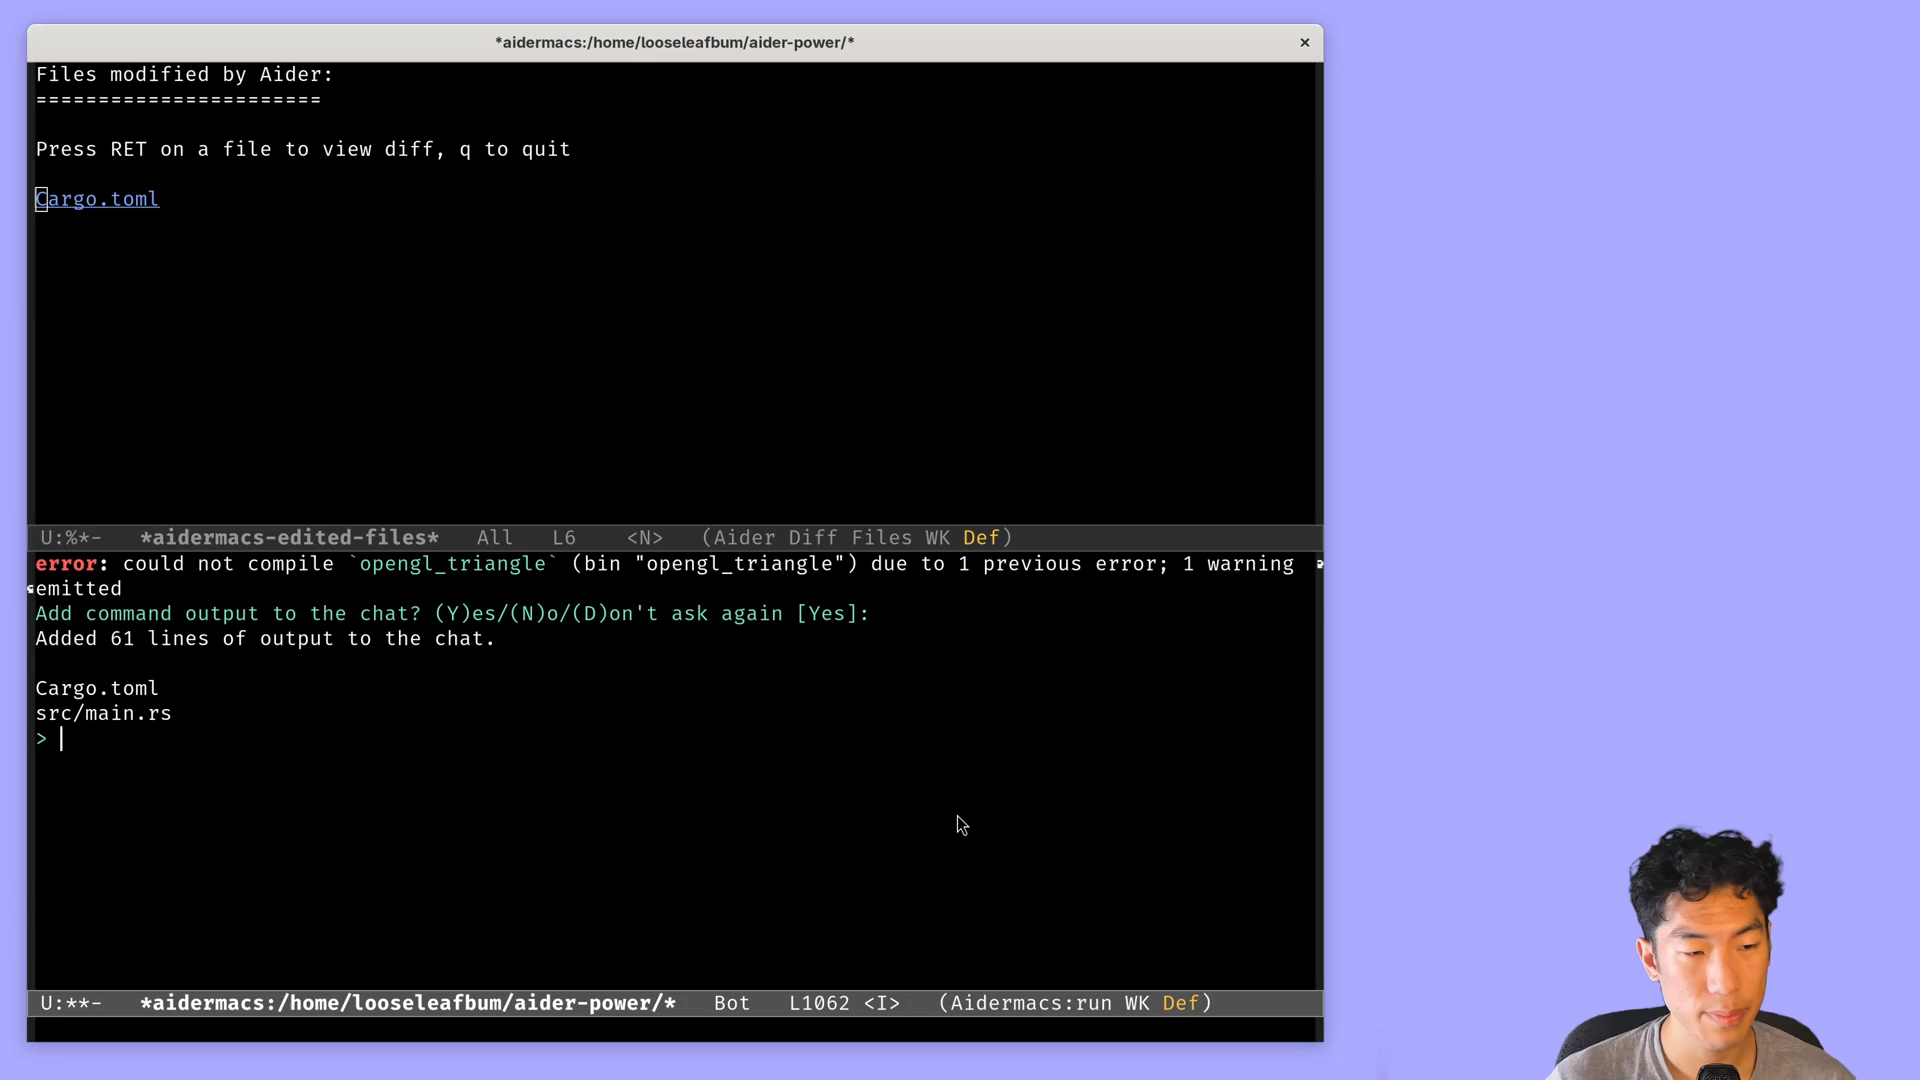 *aidermacs:/home/looseleafbum/aider-power/*
Files modified by Aider:
=======================
Press RET on a file to view diff, q to quit
Cargo.toml
U:%*-   *aidermacs-edited-files*   All   L6    <N>   (Aider Diff Files WK Def)
error: could not compile `opengl_triangle` (bin "opengl_triangle") due to 1 previous error; 1 warning
emitted
Add command output to the chat? (Y)es/(N)o/(D)on't ask again [Yes]:
Added 61 lines of output to the chat.
Cargo.toml
src/main.rs
>
U:**-   *aidermacs:/home/looseleafbum/aider-power/*   Bot   L1062 <I>   (Aidermacs:run WK Def)